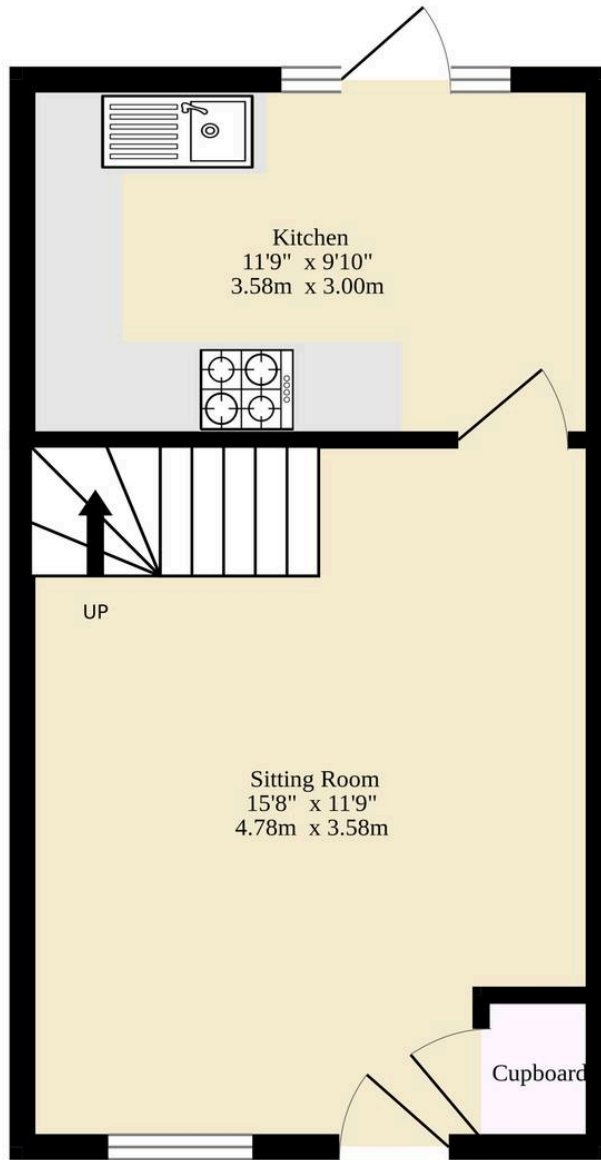 Kitchen
11'9" x 9'10"
3.58m x 3.00m
UP
Sitting Room
15'8" x 11'9"
4.78m x 3.58m
Cupboard